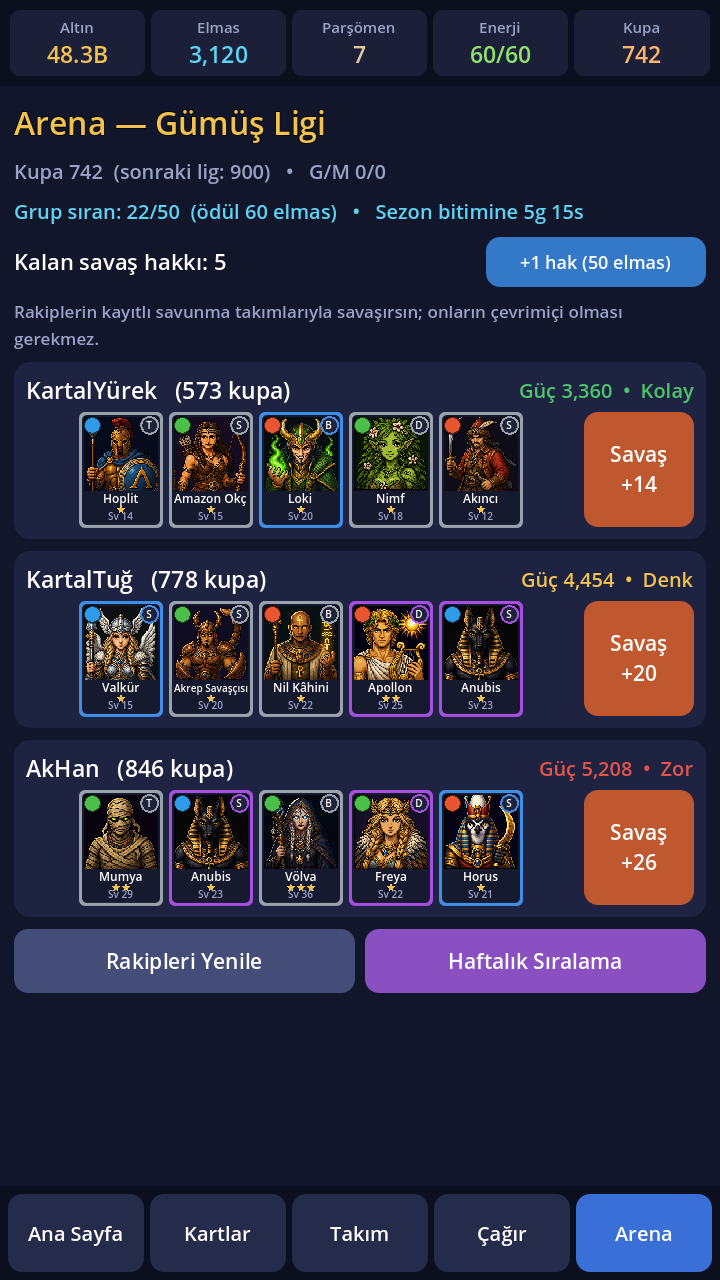 Altın Elmas Parşömen Enerji Kupa
48.3B 3,120 7 60/60 742
Arena — Gümüş Ligi
Kupa 742 (sonraki lig: 900) • G/M 0/0
Grup sıran: 22/50 (ödül 60 elmas) • Sezon bitimine 5g 15s
Kalan savaş hakkı: 5
+1 hak (50 elmas)
Rakiplerin kayıtlı savunma takımlarıyla savaşırsın; onların çevrimiçi olması
gerekmez.
KartalYürek (573 kupa) Güç 3,360 • Kolay
T S B D S
Hoplit Amazon Okç Loki Nimf Akıncı
Sv 14 Sv 15 Sv 20 Sv 18 Sv 12
Savaş
+14
KartalTuğ (778 kupa) Güç 4,454 • Denk
S S B D S
Valkür Akrep Savaşçısı Nil Kâhini Apollon Anubis
Sv 15 Sv 20 Sv 22 Sv 25 Sv 23
Savaş
+20
AkHan (846 kupa) Güç 5,208 • Zor
T S B D S
Mumya Anubis Völva Freya Horus
Sv 29 Sv 23 Sv 36 Sv 22 Sv 21
Savaş
+26
Rakipleri Yenile Haftalık Sıralama
Ana Sayfa Kartlar Takım Çağır Arena